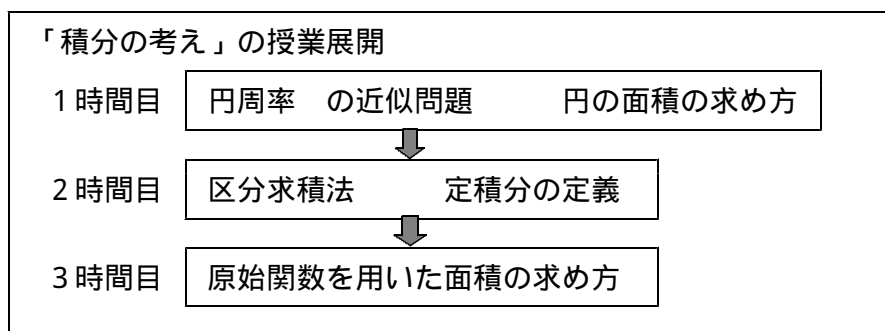 「積分の考え」の授業展開
1時間目 円周率 の近似問題 円の面積の求め方
2時間目 区分求積法 定積分の定義
3時間目 原始関数を用いた面積の求め方